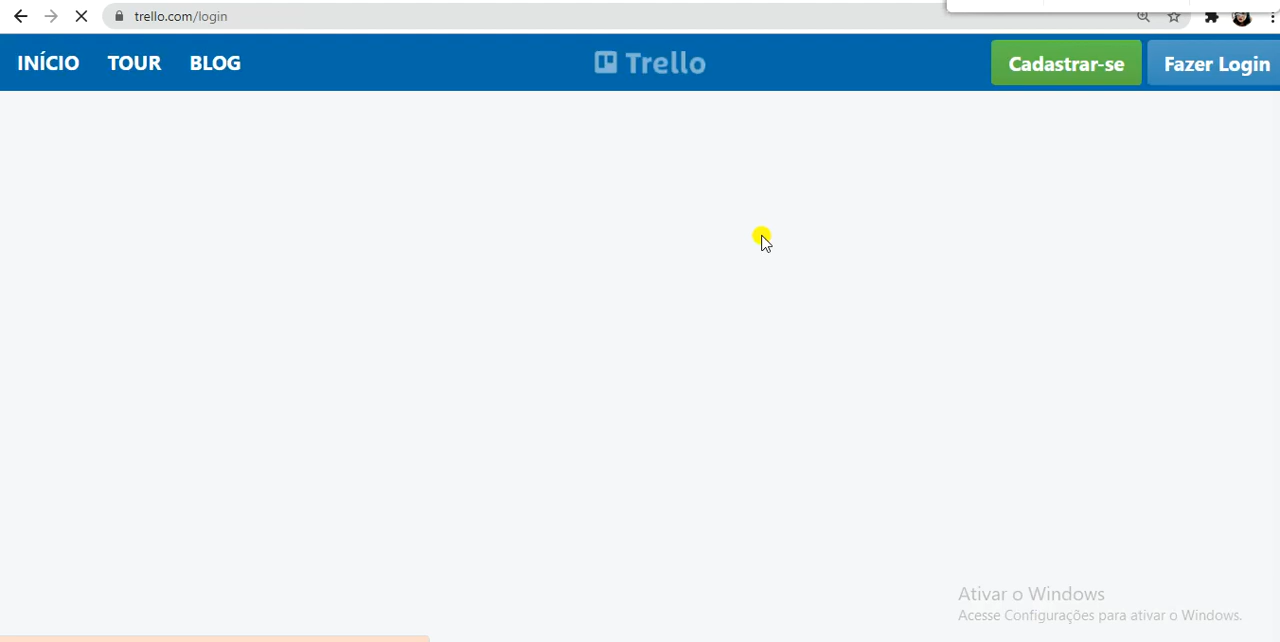 trello.com/login
INÍCIO TOUR BLOG Trello Cadastrar-se Fazer Login
Ativar o Windows
Acesse Configurações para ativar o Windows.